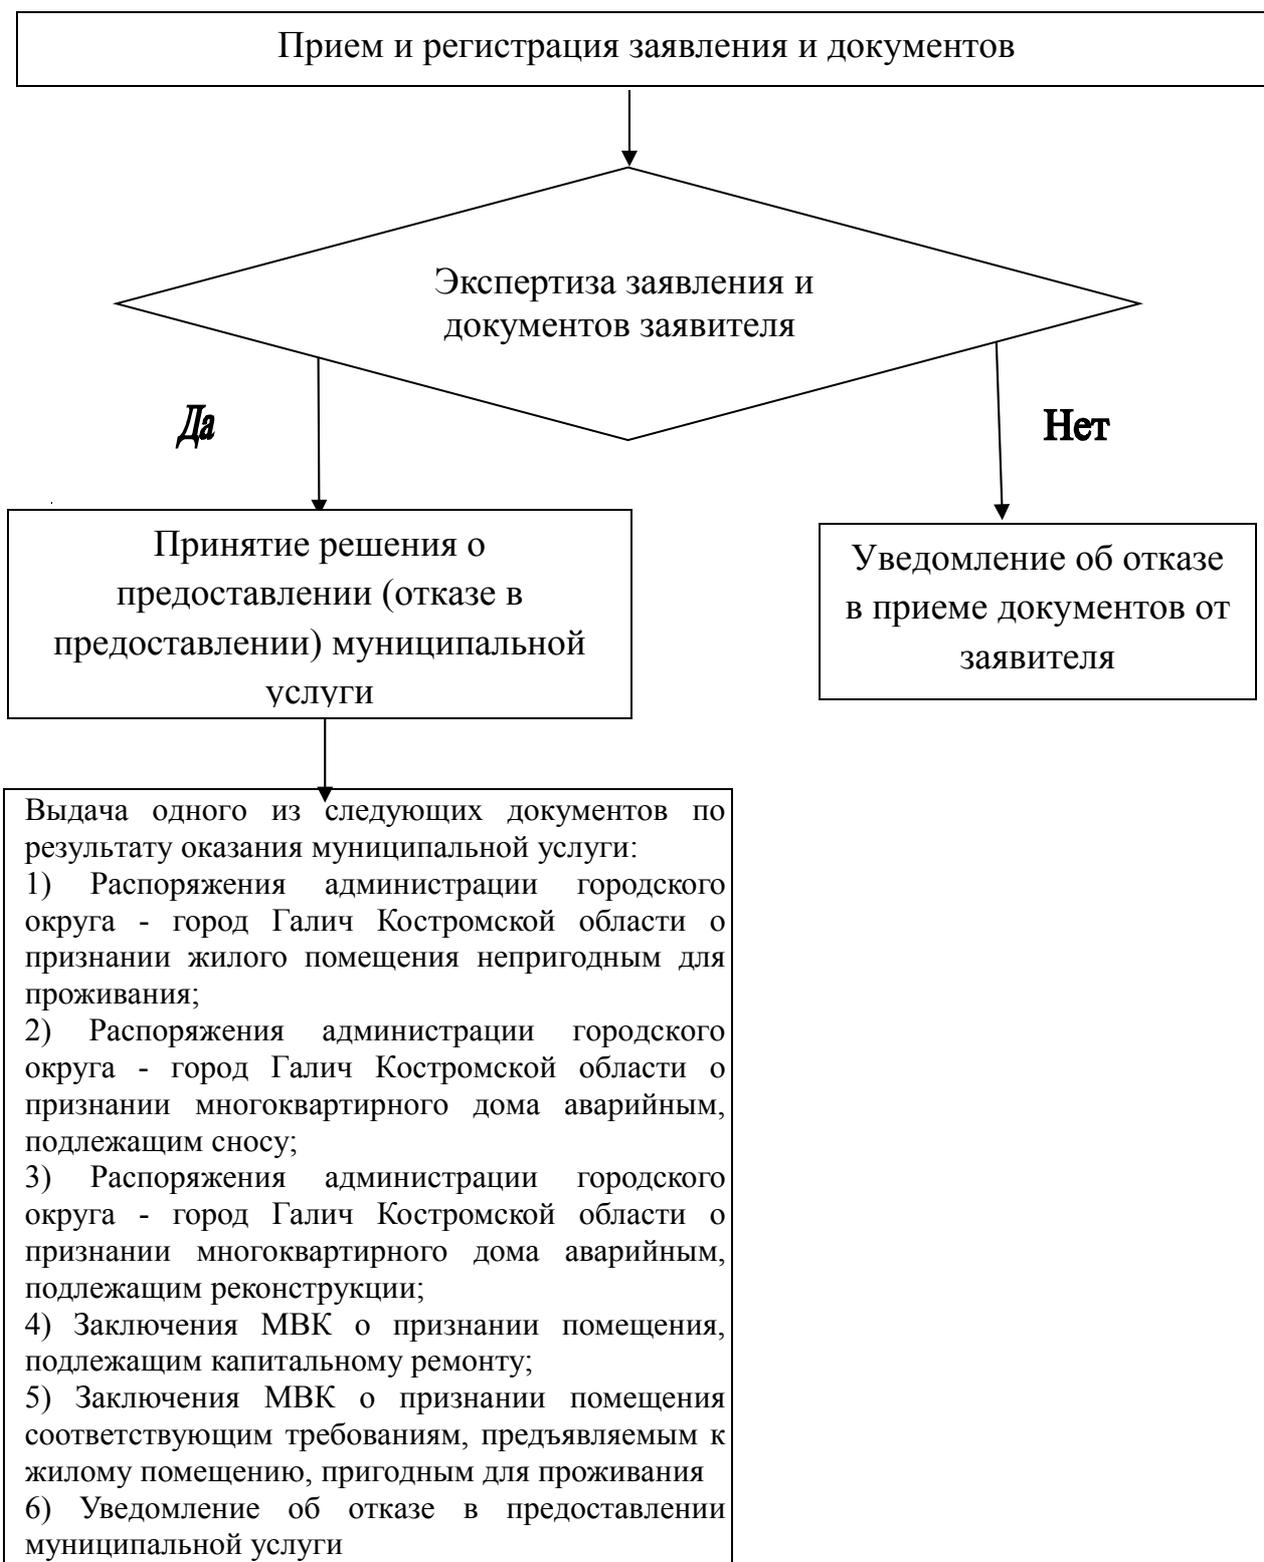 Прием и регистрация заявления и документов
Экспертиза заявления и
документов заявителя
Да
Нет
Принятие решения о
предоставлении (отказе в
предоставлении) муниципальной
услуги
Уведомление об отказе
в приеме документов от
заявителя
Выдача одного из следующих документов по
результату оказания муниципальной услуги:
1) Распоряжения администрации городского
округа - город Галич Костромской области о
признании жилого помещения непригодным для
проживания;
2) Распоряжения администрации городского
округа - город Галич Костромской области о
признании многоквартирного дома аварийным,
подлежащим сносу;
3) Распоряжения администрации городского
округа - город Галич Костромской области о
признании многоквартирного дома аварийным,
подлежащим реконструкции;
4) Заключения МВК о признании помещения,
подлежащим капитальному ремонту;
5) Заключения МВК о признании помещения
соответствующим требованиям, предъявляемым к
жилому помещению, пригодным для проживания
6) Уведомление об отказе в предоставлении
муниципальной услуги